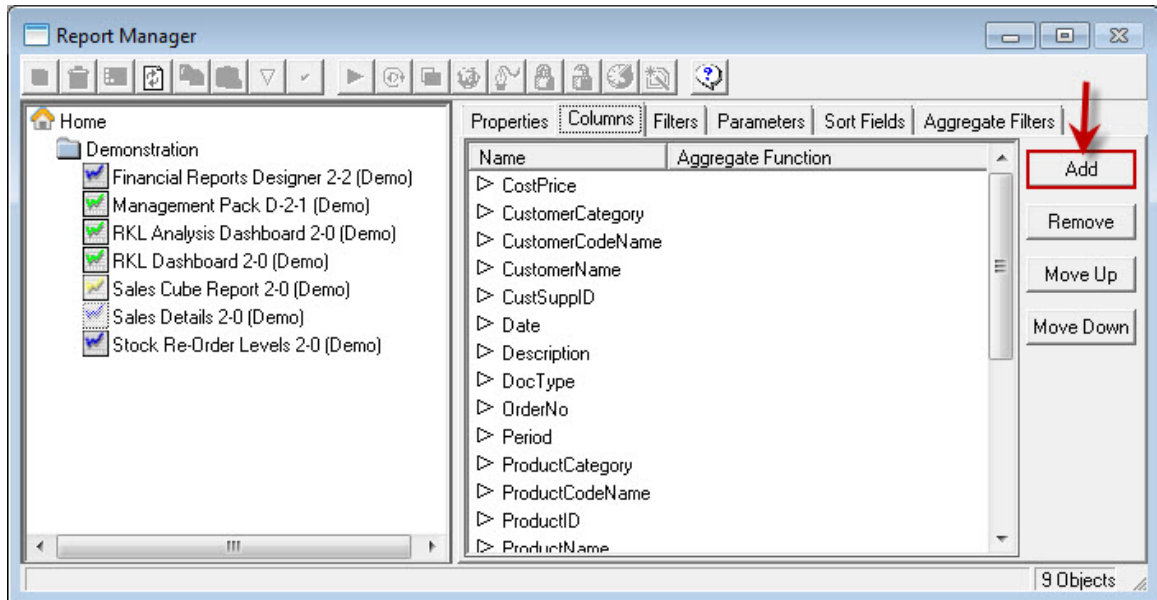 Report Manager
Home
Demonstration
Financial Reports Designer 2-2 (Demo)
Management Pack D-2-1 (Demo)
RKL Analysis Dashboard 2-0 (Demo)
RKL Dashboard 2-0 (Demo)
Sales Cube Report 2-0 (Demo)
Sales Details 2-0 (Demo)
Stock Re-Order Levels 2-0 (Demo)
Properties Columns Filters Parameters Sort Fields Aggregate Filters
Name Aggregate Function
CostPrice
CustomerCategory
CustomerCodeName
CustomerName
CustSuppID
Date
Description
DocType
OrderNo
Period
ProductCategory
ProductCodeName
ProductID
ProductName
Add
Remove
Move Up
Move Down
9 Objects